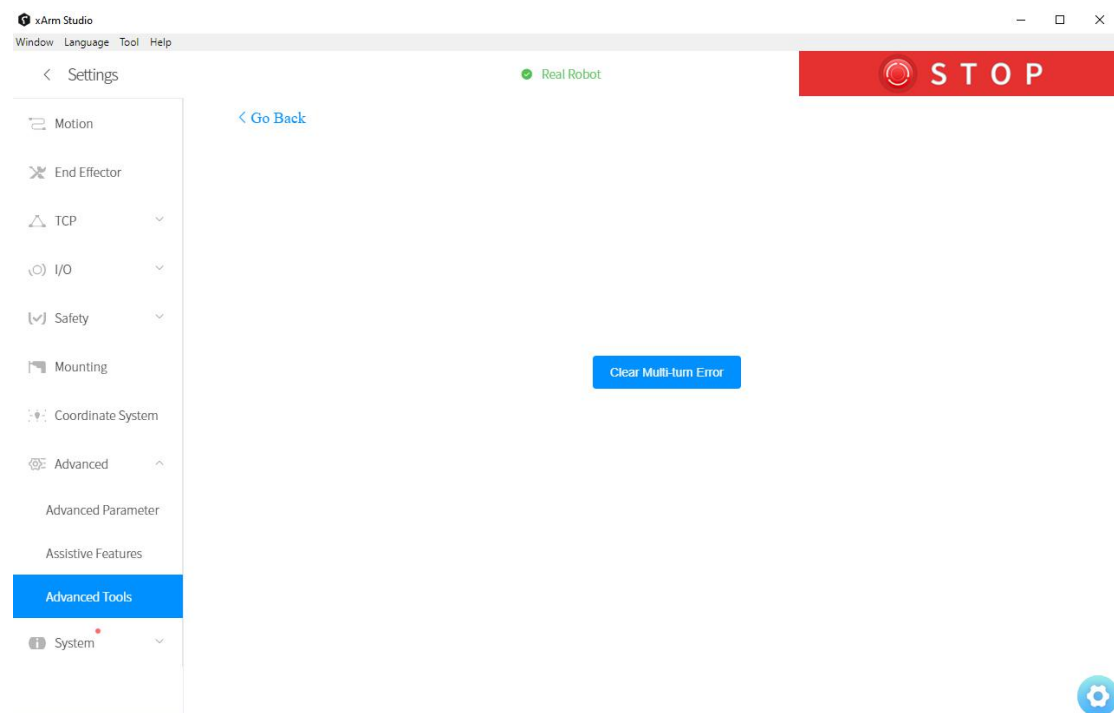 xArm Studio
Window Language Tool Help
< Settings
Real Robot
STOP
Motion
< Go Back
End Effector
TCP
I/O
Safety
Mounting
Clear Multi-turn Error
Coordinate System
Advanced
Advanced Parameter
Assistive Features
Advanced Tools
System